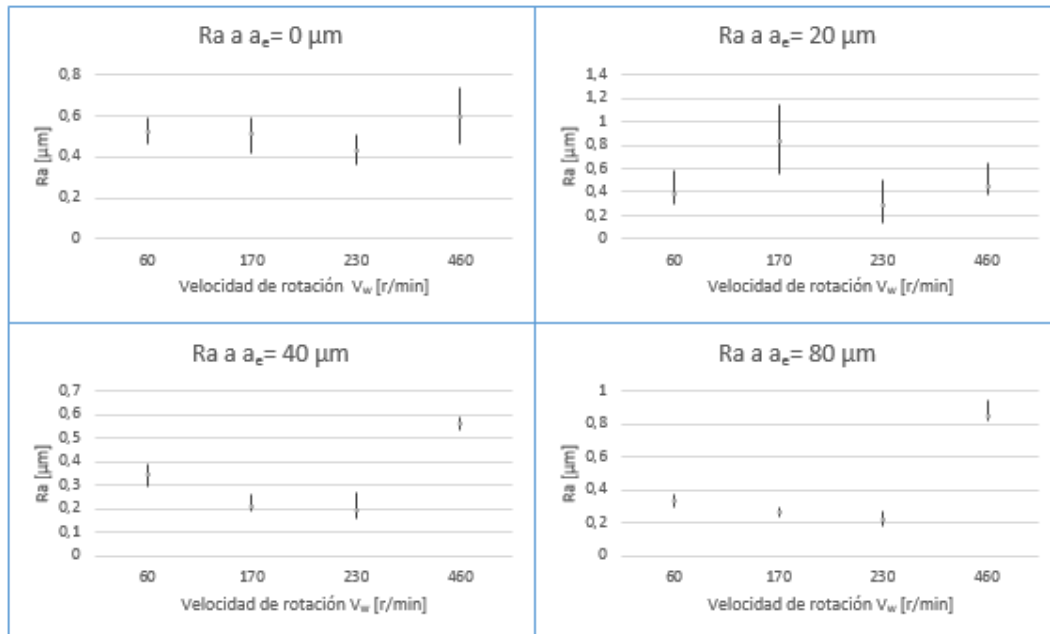 Ra a aₑ= 0 µm
0,8
0,6
0,4
0,2
0
Ra [µm]
60 170 230 460
Velocidad de rotación V_w [r/min]
Ra a aₑ= 20 µm
1,4
1,2
1
0,8
0,6
0,4
0,2
0
Ra [µm]
60 170 230 460
Velocidad de rotación V_w [r/min]
Ra a aₑ= 40 µm
0,7
0,6
0,5
0,4
0,3
0,2
0,1
0
Ra [µm]
60 170 230 460
Velocidad de rotación V_w [r/min]
Ra a aₑ= 80 µm
1
0,8
0,6
0,4
0,2
0
Ra [µm]
60 170 230 460
Velocidad de rotación V_w [r/min]